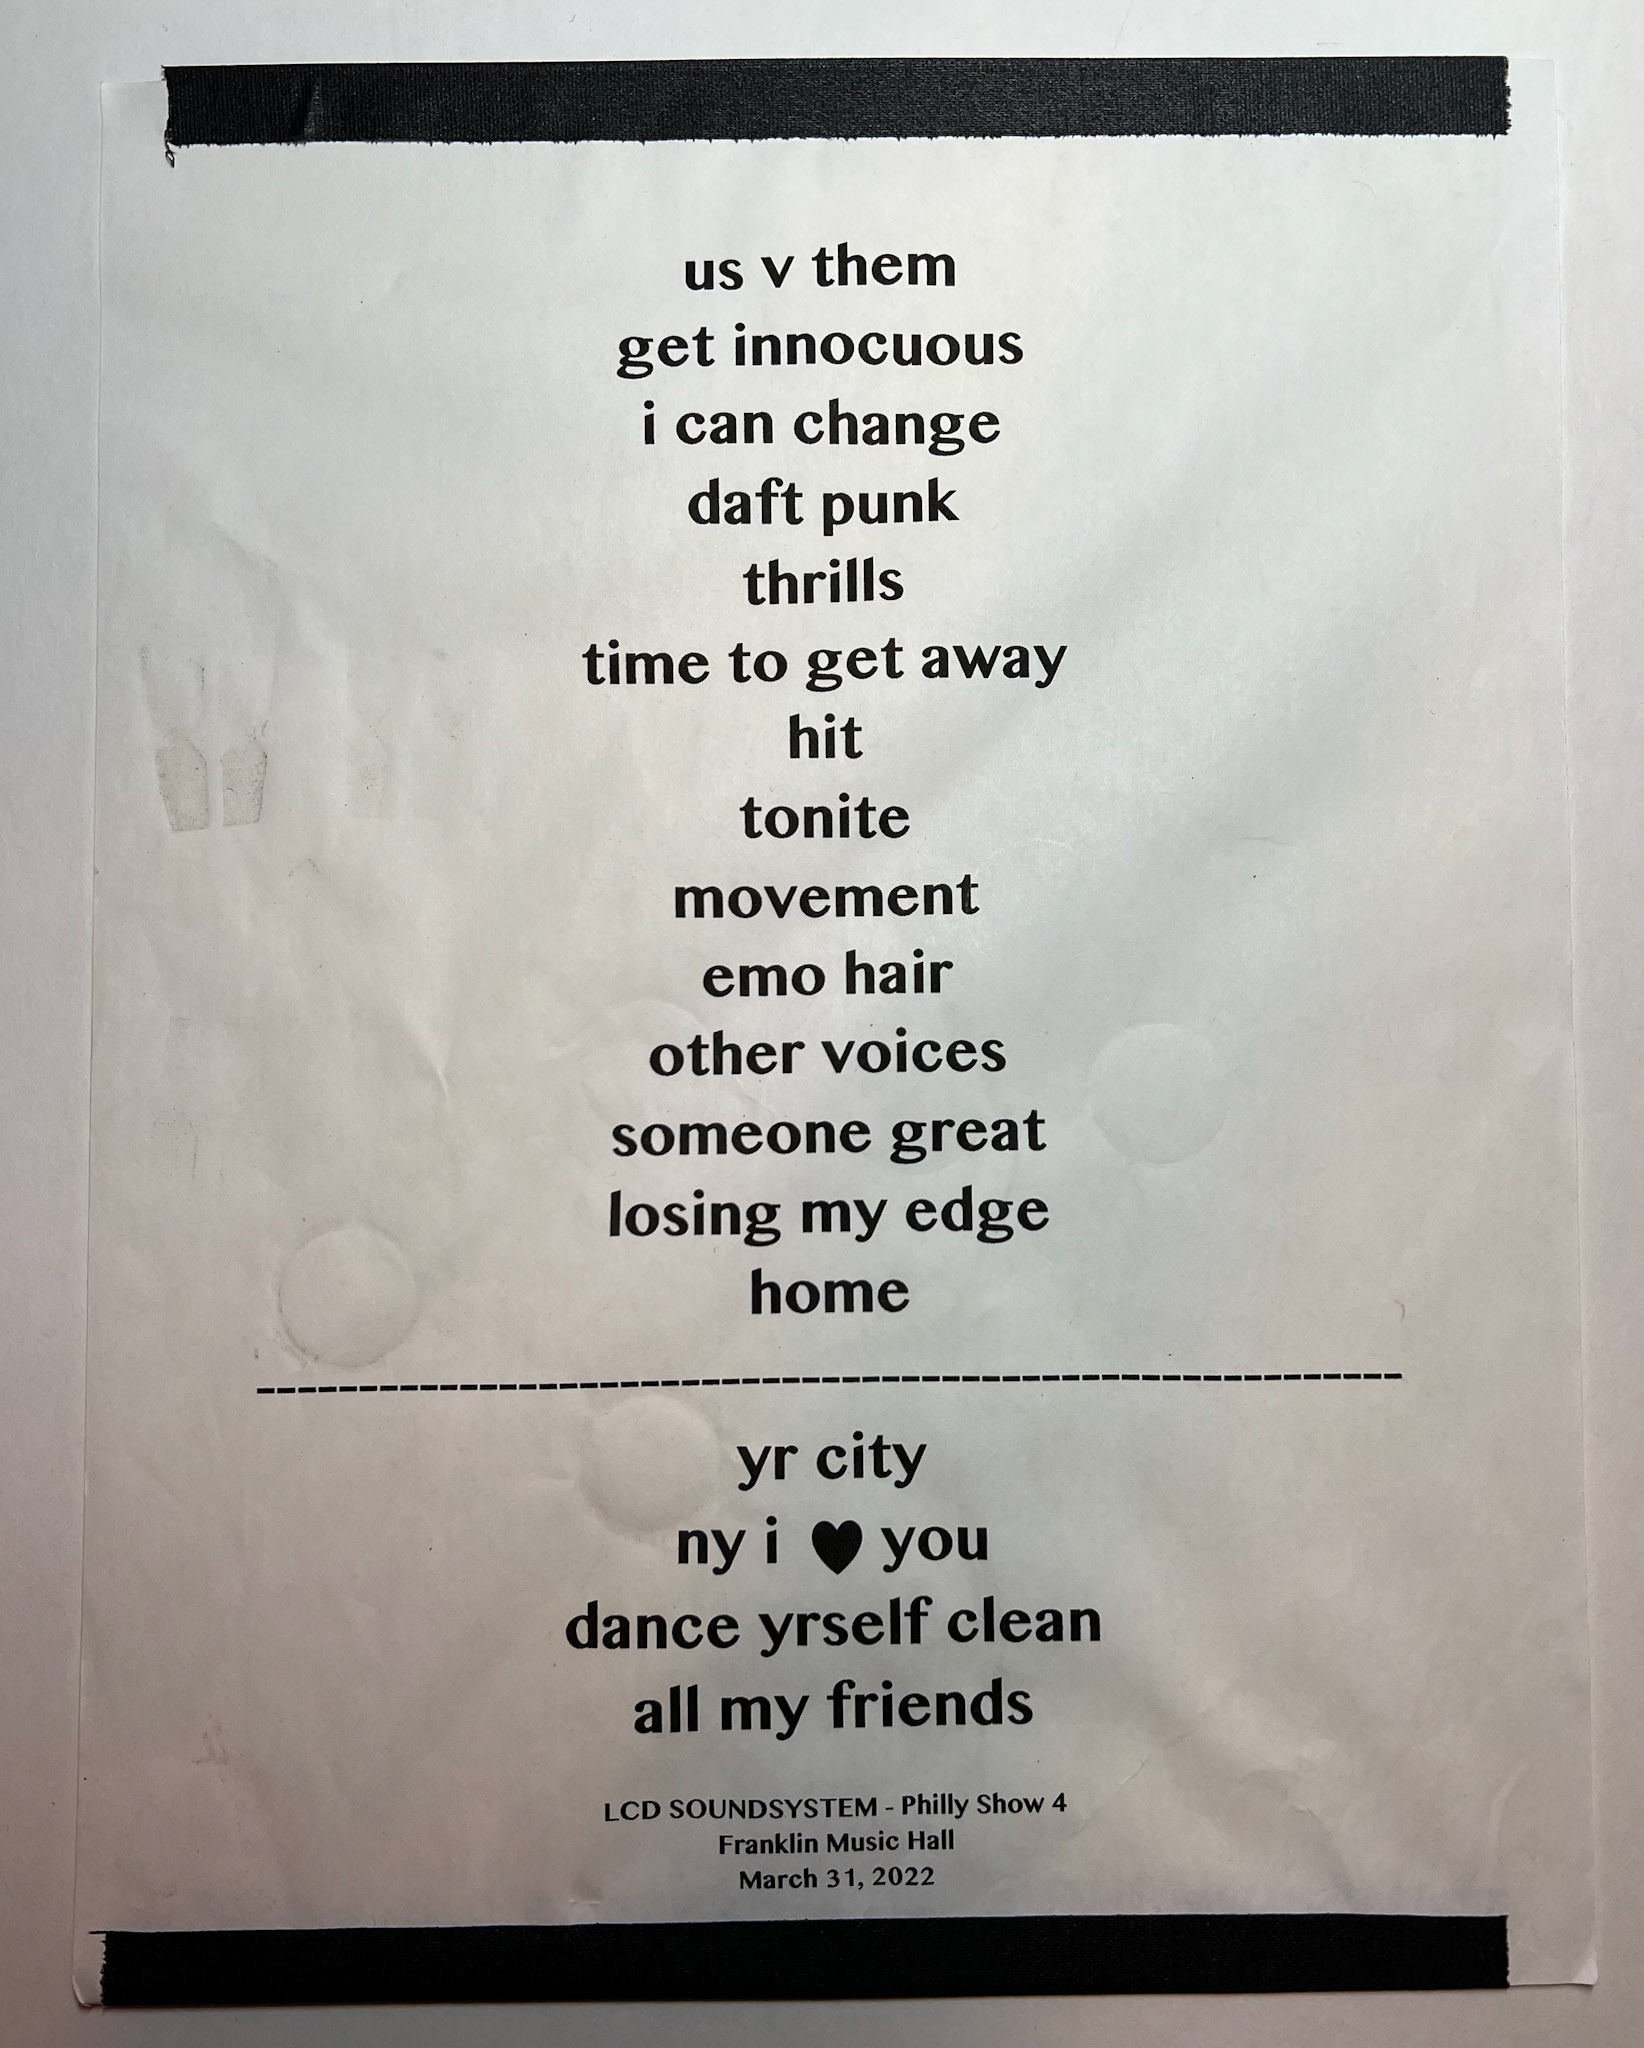 us v them
get innocuous
i can change
daft punk
thrills
time to get away
hit
tonite
movement
emo hair
other voices
someone great
losing my edge
home
--------------------------------------------------------
yr city
ny i ♥ you
dance yrself clean
all my friends
LCD SOUNDSYSTEM - Philly Show 4
Franklin Music Hall
March 31, 2022